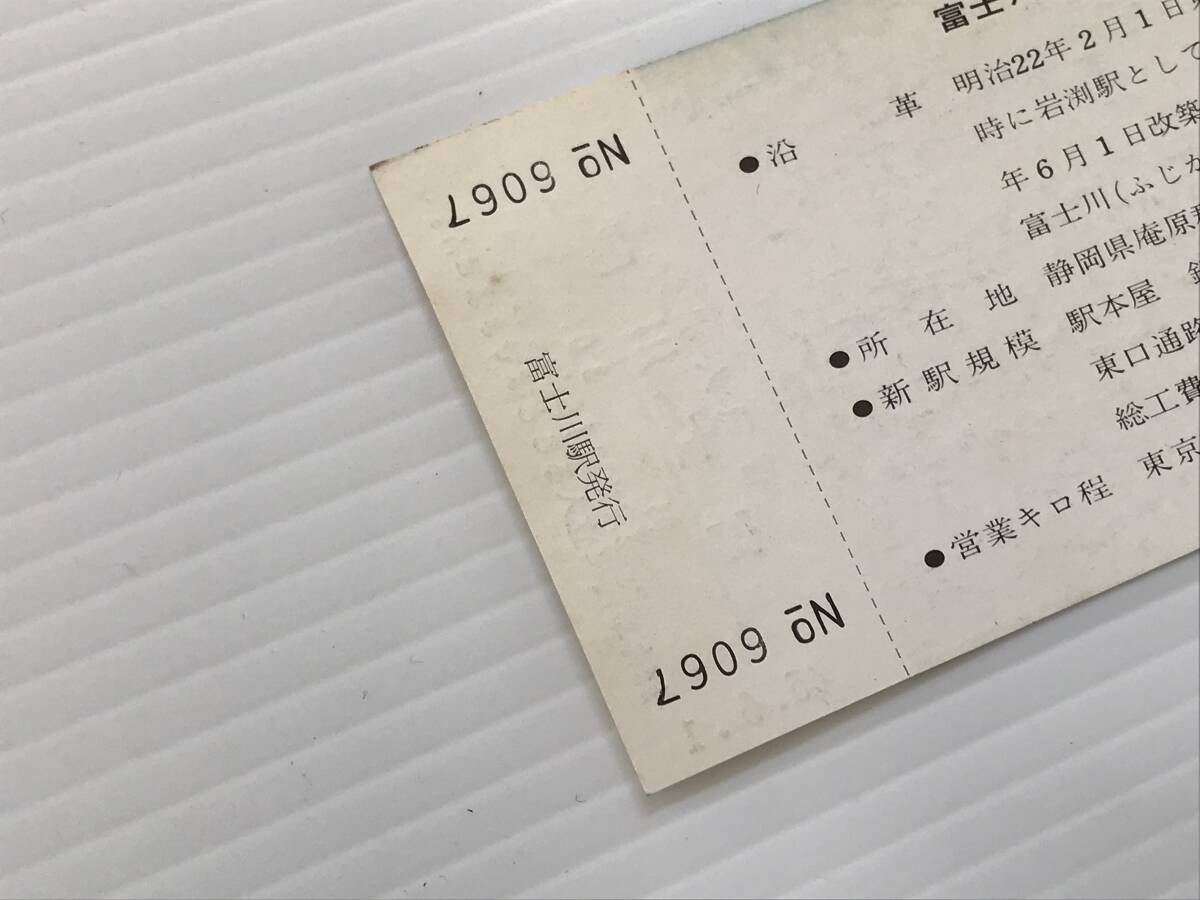 富士川
●沿革 明治22年2月1日
時に岩渕駅として
年6月1日改築
富士川(ふじか
●所在地 静岡県庵原
●新駅規模 駅本屋
東口通路
総工費
●営業キロ程 東京
No 6067
富士川駅発行
No 6067